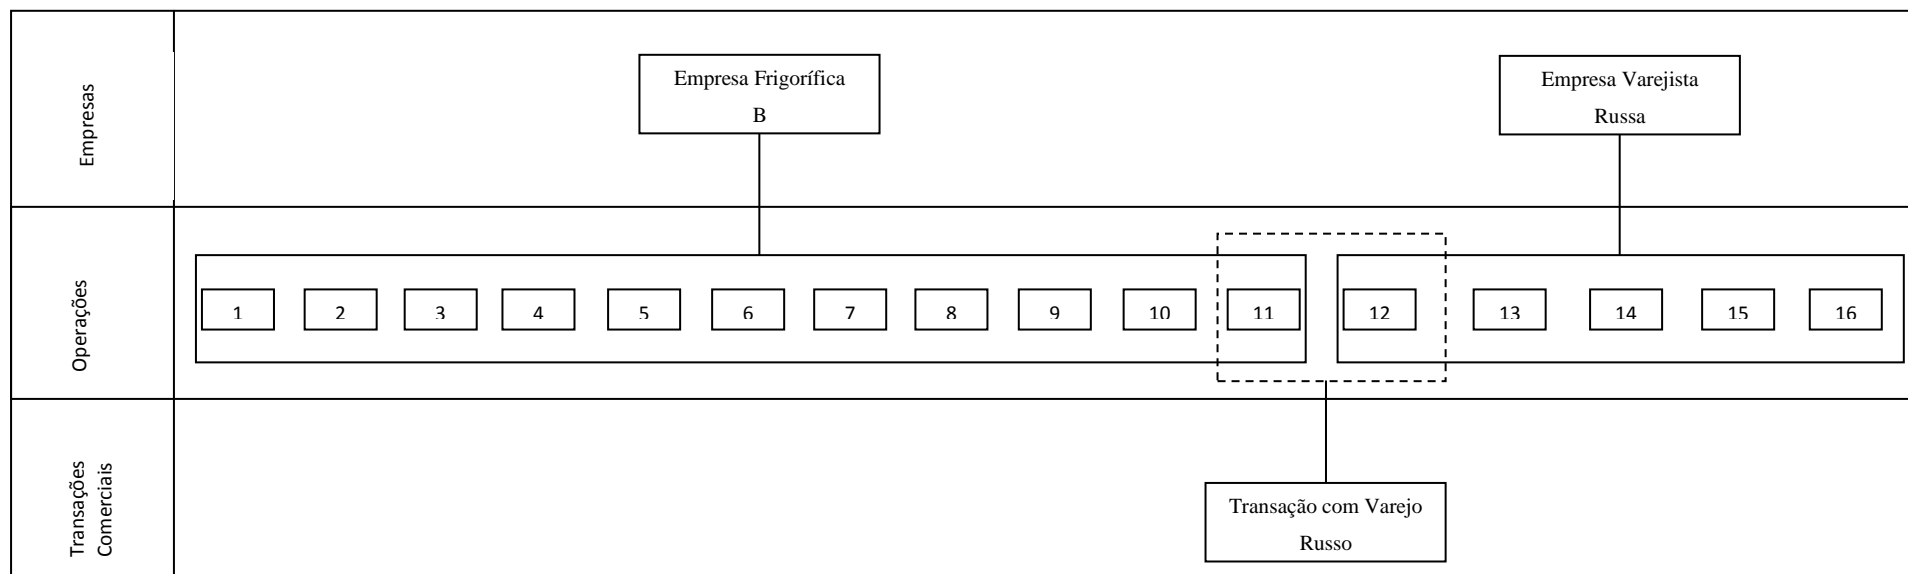 Empresas
Empresa Frigorífica
B
Empresa Varejista
Russa
Operações
1 2 3 4 5 6 7 8 9 10 11 12 13 14 15 16
Transações
Comerciais
Transação com Varejo
Russo